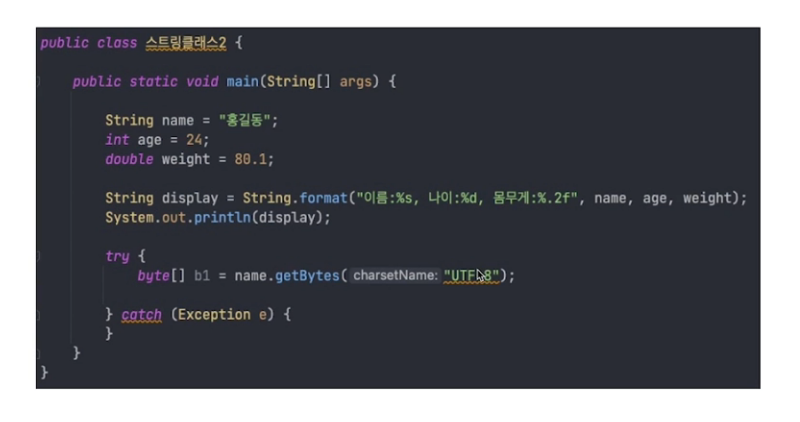 public class 스트링클래스2 {
public static void main(String[] args) {
String name = "홍길동";
int age = 24;
double weight = 80.1;
String display = String.format("이름:%s, 나이:%d, 몸무게:%.2f", name, age, weight);
System.out.println(display);
try {
byte[] b1 = name.getBytes( charsetName: "UTF-8");
} catch (Exception e) {
}
}
}